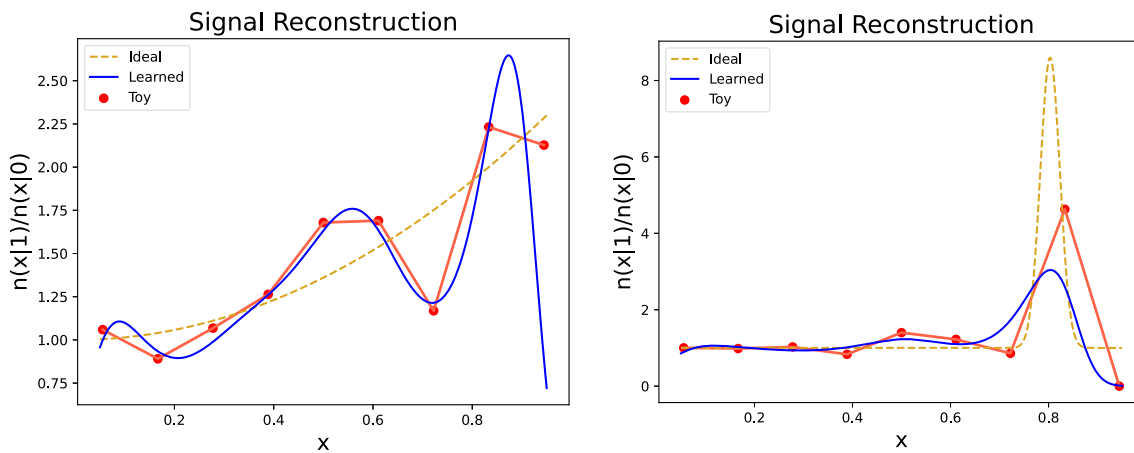 Signal Reconstruction
Ideal
Learned
Toy
2.50
2.25
2.00
1.75
1.50
1.25
1.00
0.75
n(x|1)/n(x|0)
0.2
0.4
0.6
0.8
x
Signal Reconstruction
Ideal
Learned
Toy
8
6
4
2
0
n(x|1)/n(x|0)
0.2
0.4
0.6
0.8
x